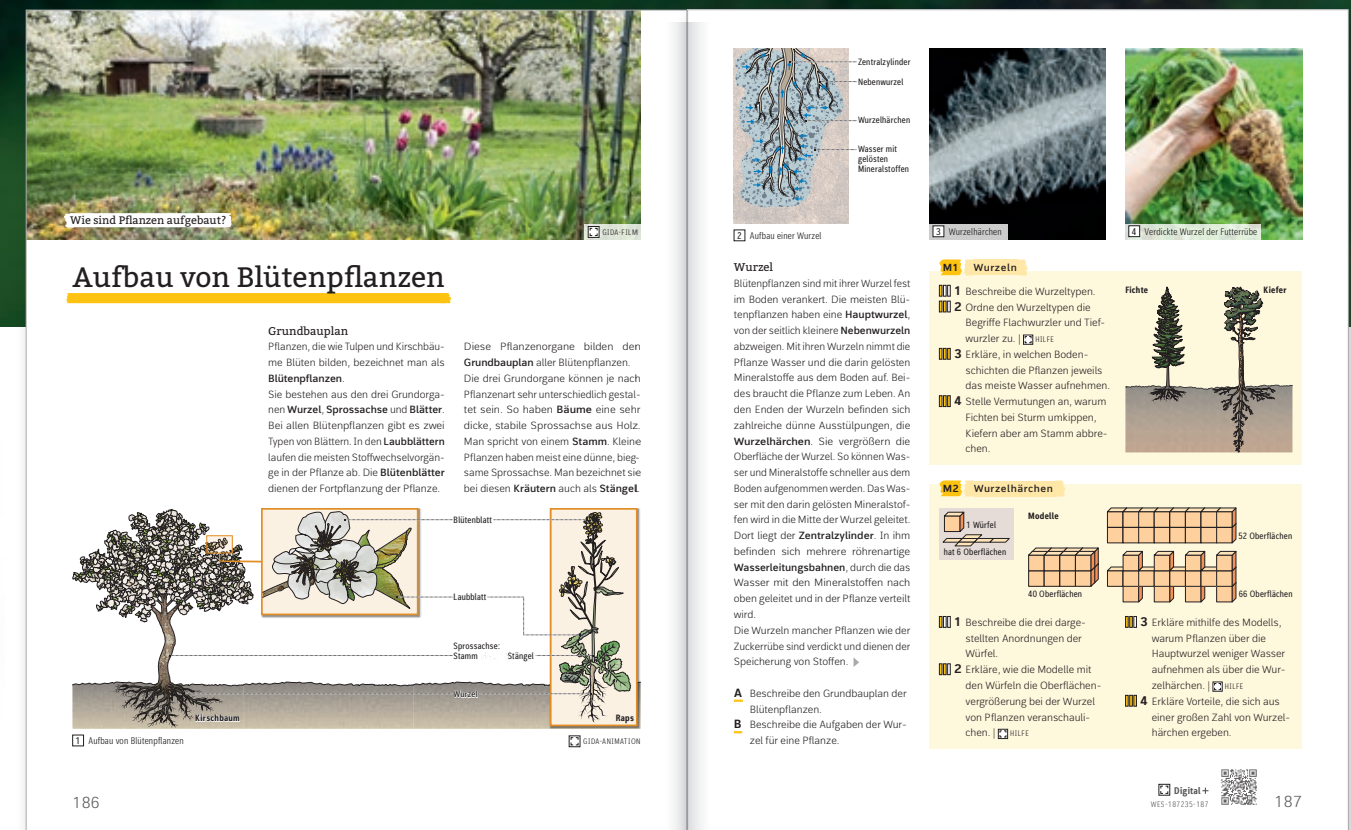 Wie sind Pflanzen aufgebaut?
GIDA-FILM
Aufbau von Blütenpflanzen
Grundbauplan
Pflanzen, die wie Tulpen und Kirschbäu-
me Blüten bilden, bezeichnet man als
Blütenpflanzen.
Sie bestehen aus den drei Grundorga-
nen Wurzel, Sprossachse und Blätter.
Bei allen Blütenpflanzen gibt es zwei
Typen von Blättern. In den Laubblättern
laufen die meisten Stoffwechselvorgän-
ge in der Pflanze ab. Die Blütenblätter
dienen der Fortpflanzung der Pflanze.
Diese Pflanzenorgane bilden den
Grundbauplan aller Blütenpflanzen.
Die drei Grundorgane können je nach
Pflanzenart sehr unterschiedlich gestal-
tet sein. So haben Bäume eine sehr
dicke, stabile Sprossachse aus Holz.
Man spricht von einem Stamm. Kleine
Pflanzen haben meist eine dünne, bieg-
same Sprossachse. Man bezeichnet sie
bei diesen Kräutern auch als Stängel.
Blütenblatt
Laubblatt
Sprossachse:
Stamm
Stängel
Wurzel
Kirschbaum
Raps
1 Aufbau von Blütenpflanzen
GIDA-ANIMATION
186
Zentralzylinder
Nebenwurzel
Wurzelhärchen
Wasser mit
gelösten
Mineralstoffen
2 Aufbau einer Wurzel
3 Wurzelhärchen
4 Verdickte Wurzel der Futterrübe
Wurzel
Blütenpflanzen sind mit ihrer Wurzel fest
im Boden verankert. Die meisten Blü-
tenpflanzen haben eine Hauptwurzel,
von der seitlich kleinere Nebenwurzeln
abzweigen. Mit ihren Wurzeln nimmt die
Pflanze Wasser und die darin gelösten
Mineralstoffe aus dem Boden auf. Bei-
des braucht die Pflanze zum Leben. An
den Enden der Wurzeln befinden sich
zahlreiche dünne Ausstülpungen, die
Wurzelhärchen. Sie vergrößern die
Oberfläche der Wurzel. So können Was-
ser und Mineralstoffe schneller aus dem
Boden aufgenommen werden. Das Was-
ser mit den darin gelösten Mineralstof-
fen wird in die Mitte der Wurzel geleitet.
Dort liegt der Zentralzylinder. In ihm
befinden sich mehrere röhrenartige
Wasserleitungsbahnen, durch die das
Wasser mit den Mineralstoffen nach
oben geleitet und in der Pflanze verteilt
wird.
Die Wurzeln mancher Pflanzen wie der
Zuckerrübe sind verdickt und dienen der
Speicherung von Stoffen.
A Beschreibe den Grundbauplan der
Blütenpflanzen.
B Beschreibe die Aufgaben der Wur-
zel für eine Pflanze.
M1 Wurzeln
1 Beschreibe die Wurzeltypen.
2 Ordne den Wurzeltypen die
Begriffe Flachwurzler und Tief-
wurzler zu. | HILFE
3 Erkläre, in welchen Boden-
schichten die Pflanzen jeweils
das meiste Wasser aufnehmen.
4 Stelle Vermutungen an, warum
Fichten bei Sturm umkippen,
Kiefern aber am Stamm abbre-
chen.
Fichte
Kiefer
M2 Wurzelhärchen
1 Würfel
hat 6 Oberflächen
Modelle
40 Oberflächen
52 Oberflächen
66 Oberflächen
1 Beschreibe die drei darge-
stellten Anordnungen der
Würfel.
2 Erkläre, wie die Modelle mit
den Würfeln die Oberflächen-
vergrößerung bei der Wurzel
von Pflanzen veranschauli-
chen. | HILFE
3 Erkläre mithilfe des Modells,
warum Pflanzen über die
Hauptwurzel weniger Wasser
aufnehmen als über die Wur-
zelhärchen. | HILFE
4 Erkläre Vorteile, die sich aus
einer großen Zahl von Wurzel-
härchen ergeben.
Digital+
WES-187235-187
187